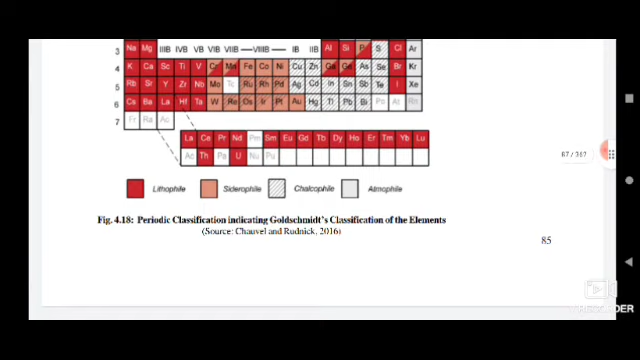 3 Na Mg IIIB IVB VB VIB VIIB —VIIIB— IB IIB Al Si P S Cl Ar
4 K Ca Sc Ti V Cr Mn Fe Co Ni Cu Zn Ga Ge As Se Br Kr
5 Rb Sr Y Zr Nb Mo Tc Ru Rh Pd Ag Cd In Sn Sb Te I Xe
6 Cs Ba La Hf Ta W Re Os Ir Pt Au Hg Tl Pb Bi Po At Rn
7 Fr Ra Ac
La Ce Pr Nd Pm Sm Eu Gd Tb Dy Ho Er Tm Yb Lu
Ac Th Pa U Nu Pu
67 / 317
Lithophile Siderophile Chalcophile Atmophile
Fig. 4.18: Periodic Classification indicating Goldschmidt's Classification of the Elements
(Source: Chauvel and Rudnick, 2016)
85